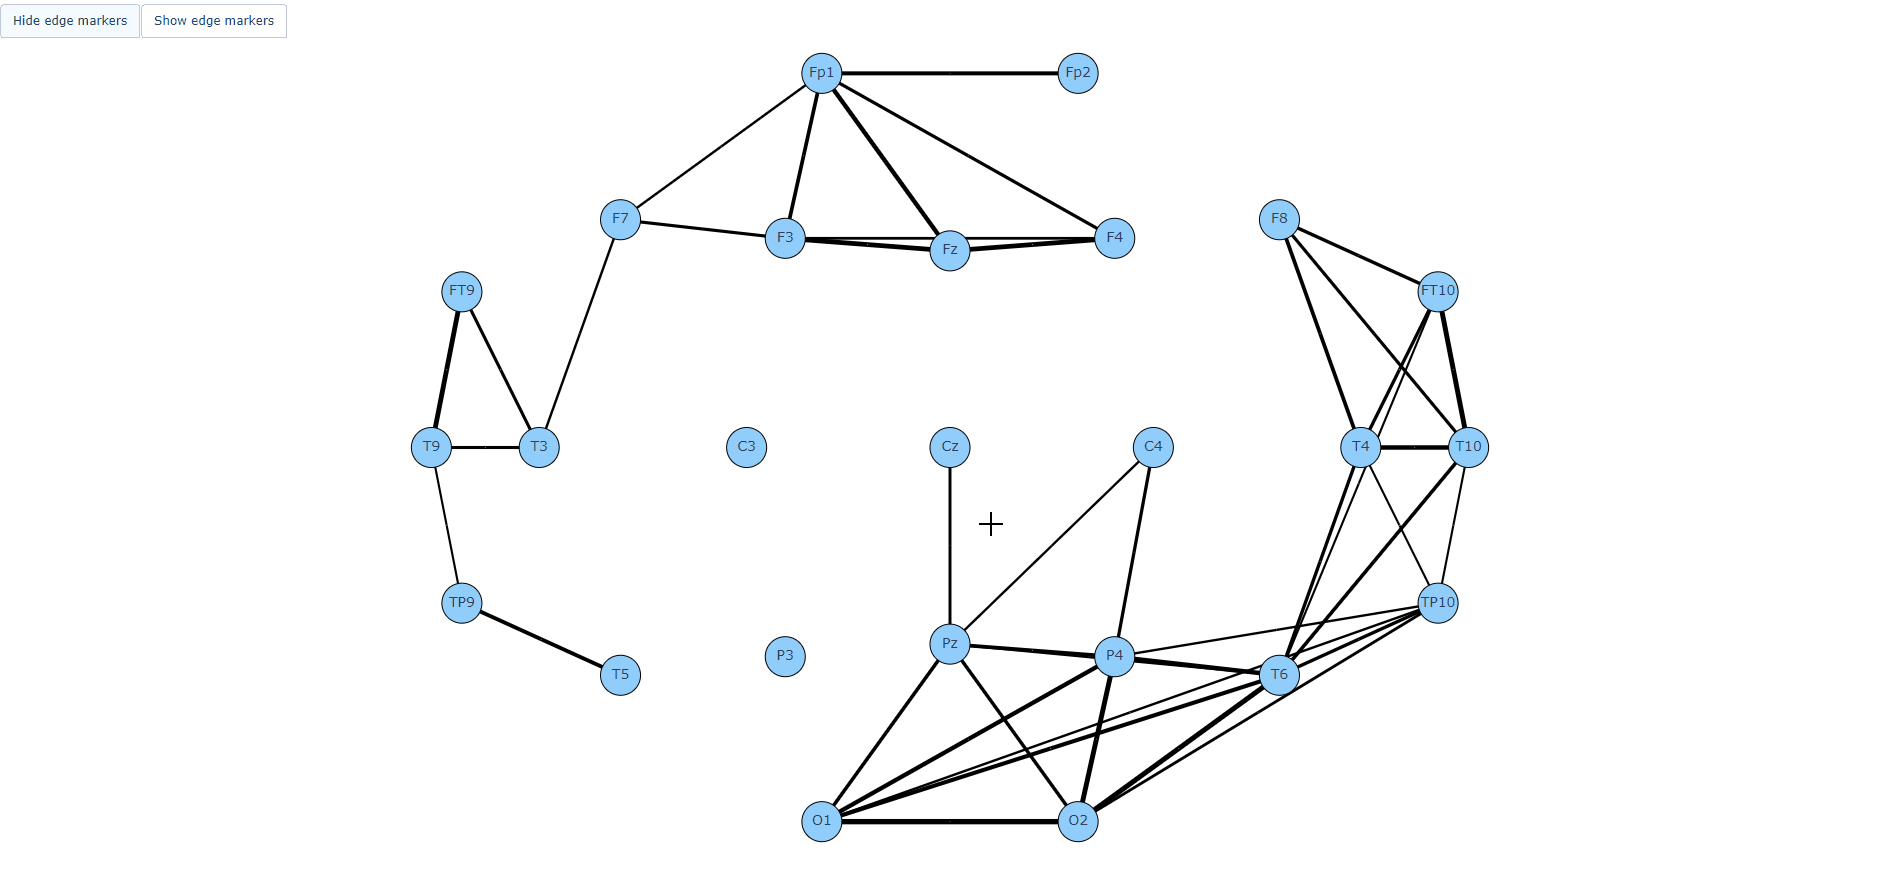 Hide edge markers Show edge markers
Fp1 Fp2
F7 F8
F3 F4
Fz
FT9 FT10
T9 T3 C3 Cz C4 T4 T10
TP9 TP10
Pz
P3 P4
T5 T6
O1 O2